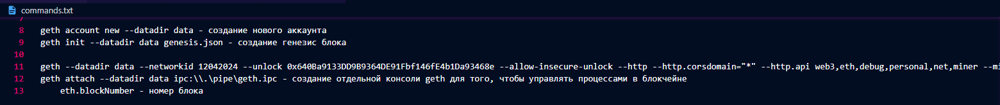 commands.txt
7
8 geth account new --datadir data - создание нового аккаунта
9 geth init --datadir data genesis.json - создание генезис блока
10
11 geth --datadir data --networkid 12042024 --unlock 0x640Ba9133DD9B9364DE91Fbf146fE4b1Da93468e --allow-insecure-unlock --http --http.corsdomain="*" --http.api web3,eth,debug,personal,net,miner --mi
12 geth attach --datadir data ipc:\\.\pipe\geth.ipc - создание отдельной консоли geth для того, чтобы управлять процессами в блокчейне
13 eth.blockNumber - номер блока